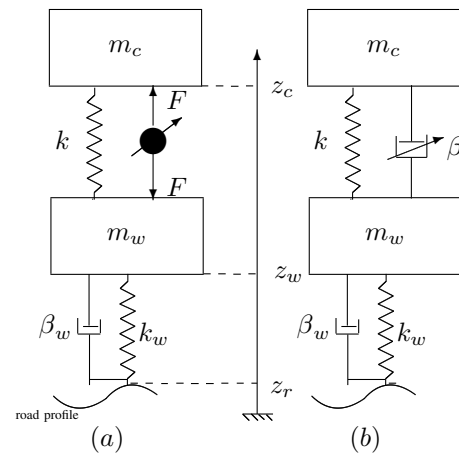 m_c
m_c
z_c
F
k
k
β
F
m_w
m_w
z_w
β_w
k_w
β_w
k_w
z_r
road profile
(a)
(b)